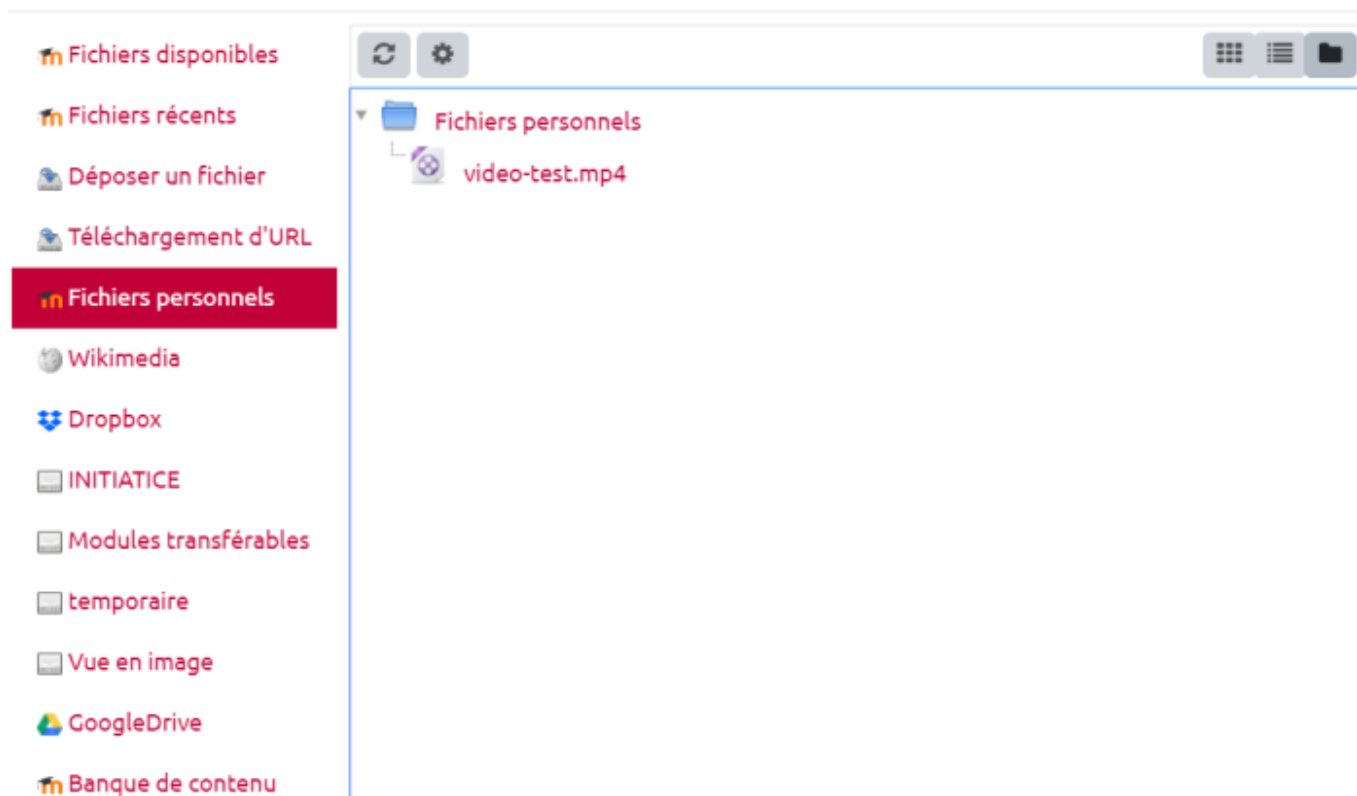 Fichiers disponibles
Fichiers récents
Déposer un fichier
Téléchargement d'URL
Fichiers personnels
Wikimedia
Dropbox
INITIATICE
Modules transférables
temporaire
Vue en image
GoogleDrive
Banque de contenu
Fichiers personnels
video-test.mp4